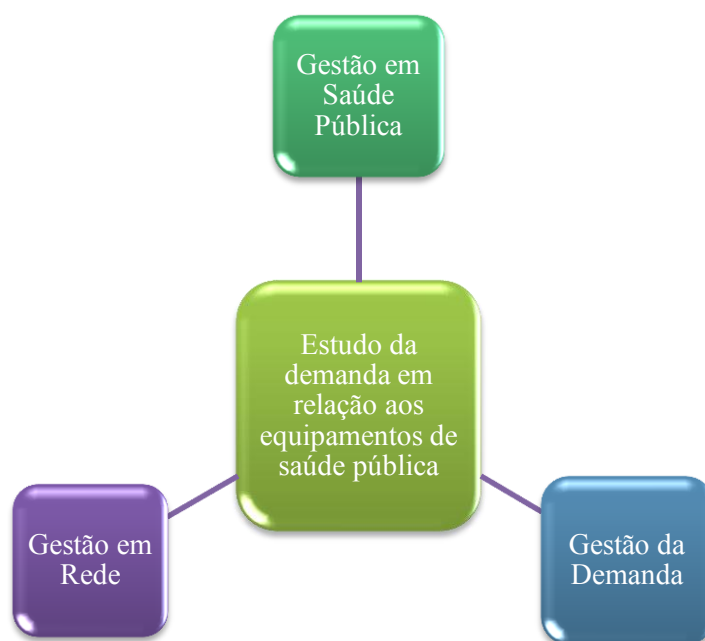 Gestão em
Saúde
Pública
Estudo da
demanda em
relação aos
equipamentos de
saúde pública
Gestão em
Rede
Gestão da
Demanda